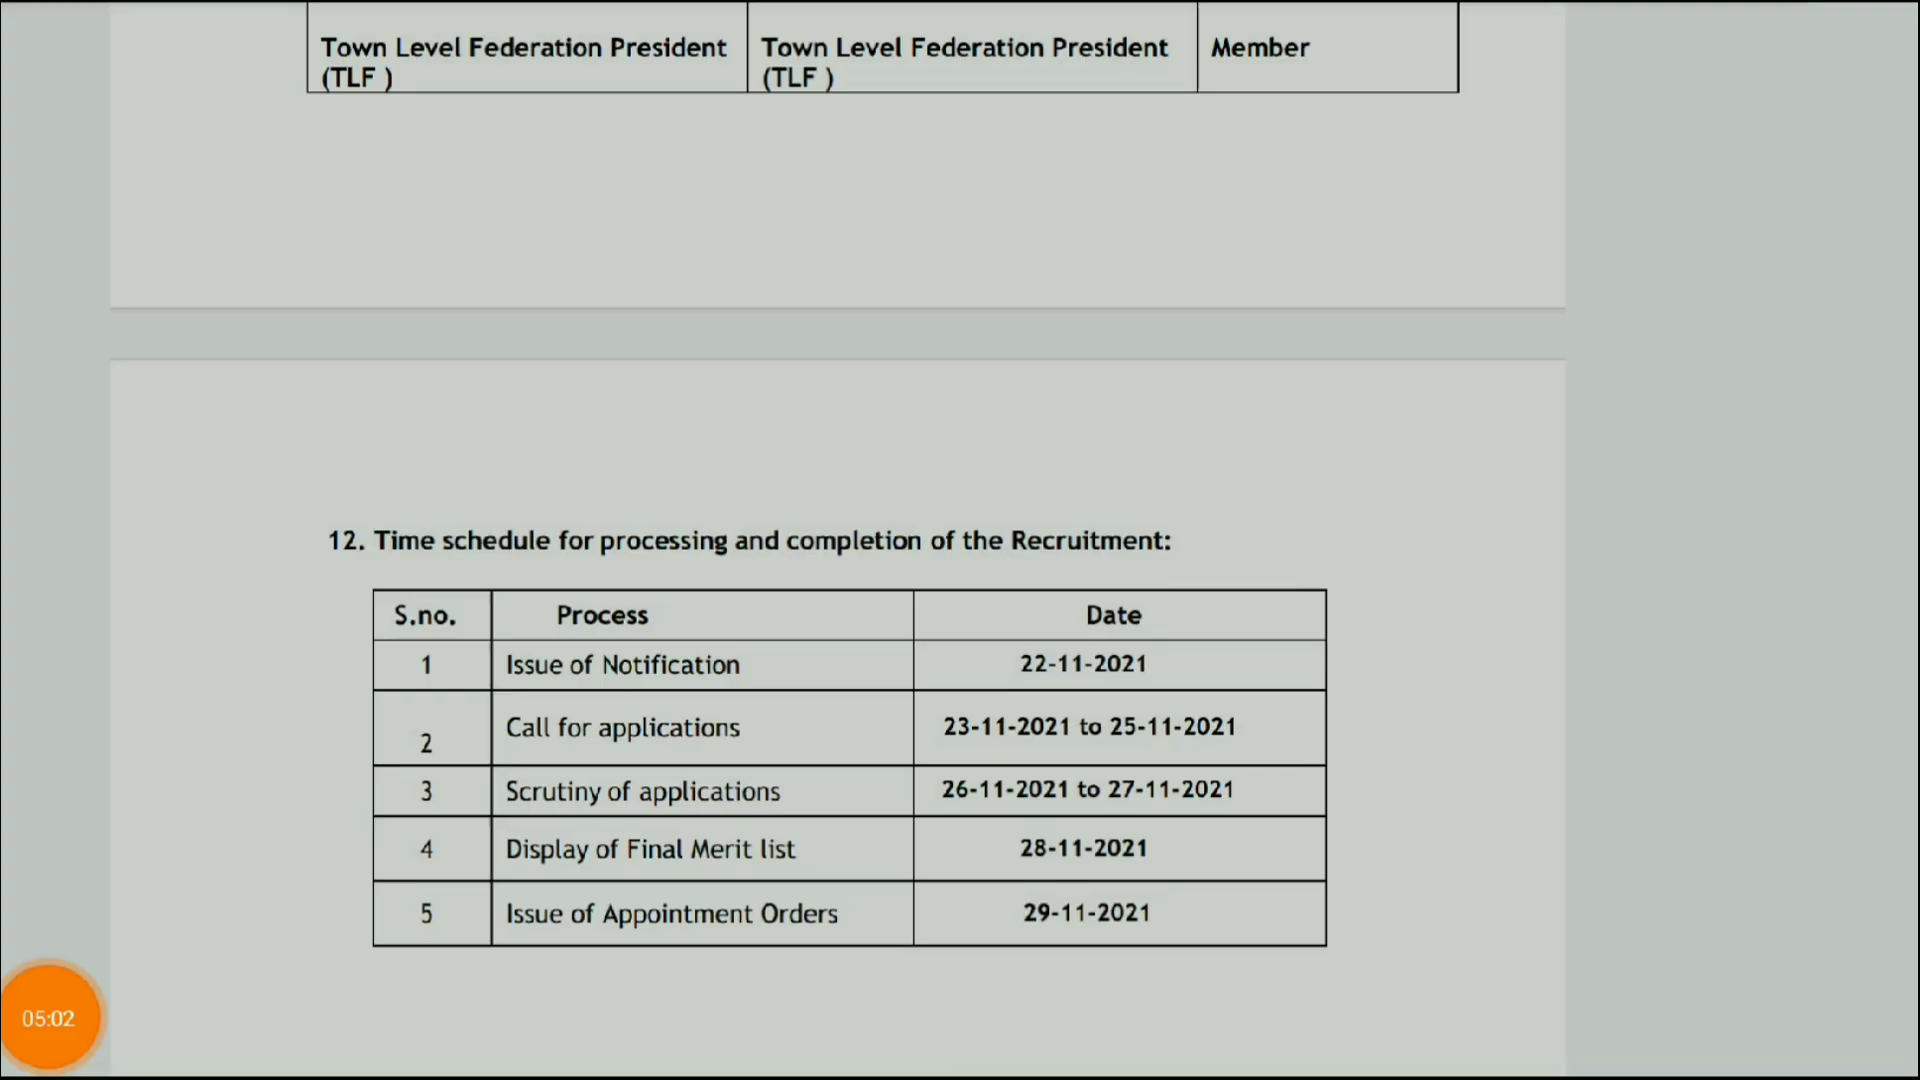 Town Level Federation President Town Level Federation President Member
(TLF ) (TLF )
12. Time schedule for processing and completion of the Recruitment:
S.no. Process Date
1 Issue of Notification 22-11-2021
2 Call for applications 23-11-2021 to 25-11-2021
3 Scrutiny of applications 26-11-2021 to 27-11-2021
4 Display of Final Merit list 28-11-2021
5 Issue of Appointment Orders 29-11-2021
05:02